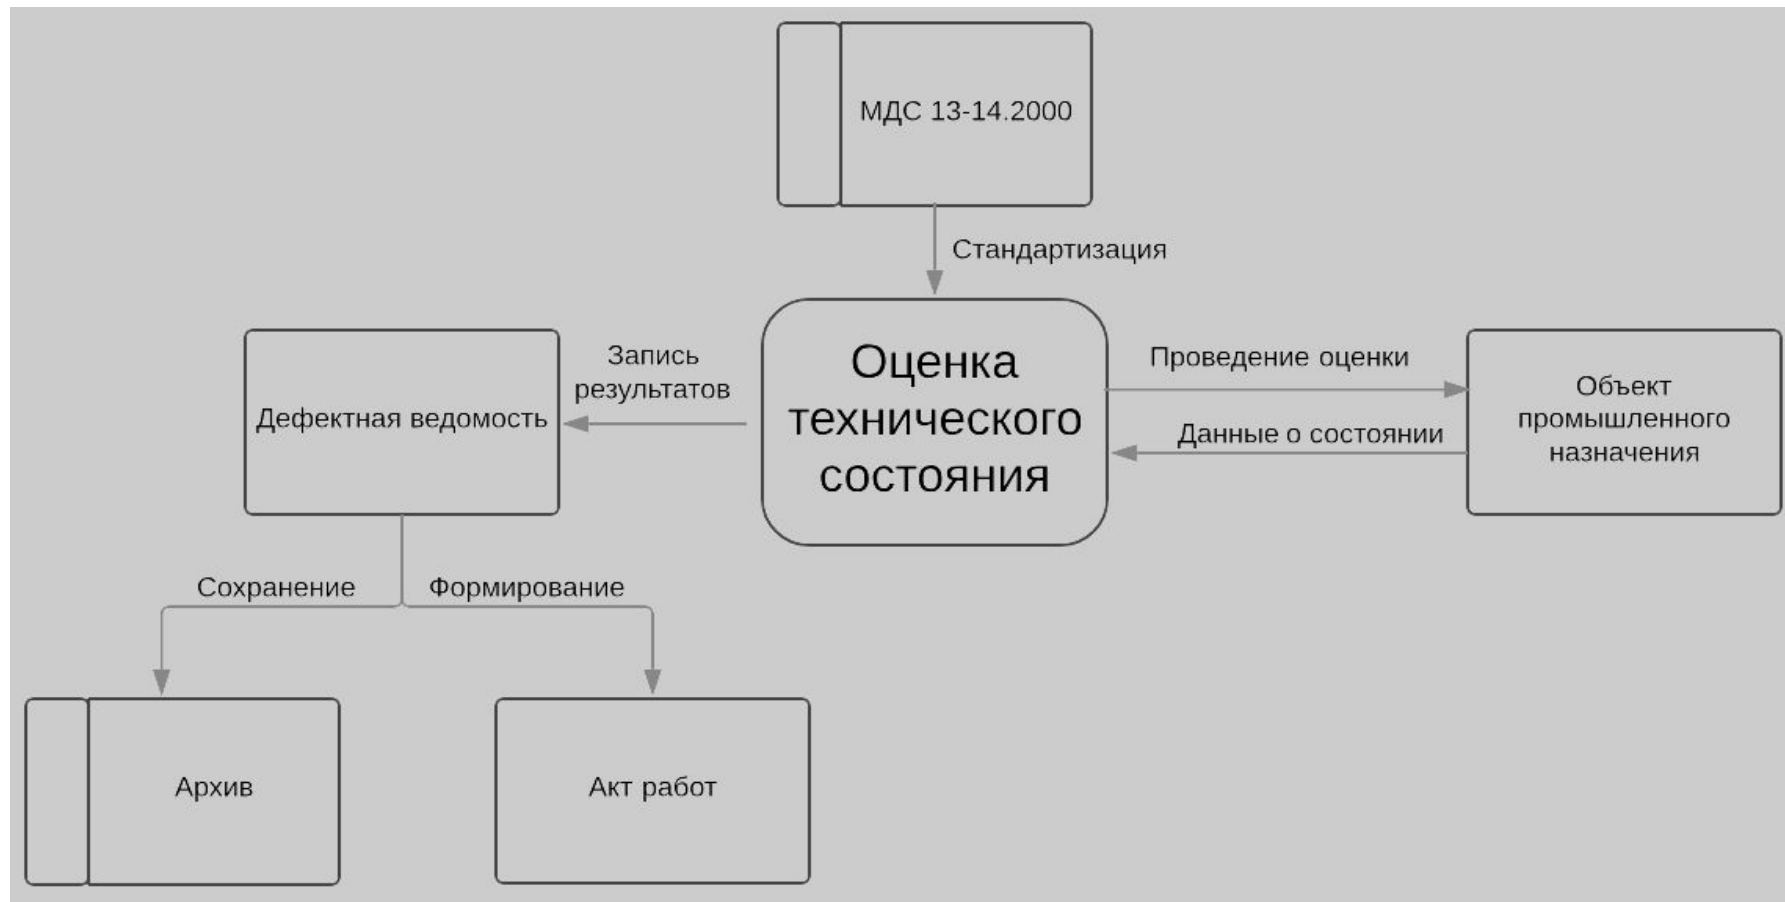 МДС 13-14.2000
Стандартизация
Оценка
технического
состояния
Запись
результатов
Дефектная ведомость
Проведение оценки
Данные о состоянии
Объект
промышленного
назначения
Сохранение
Формирование
Архив
Акт работ